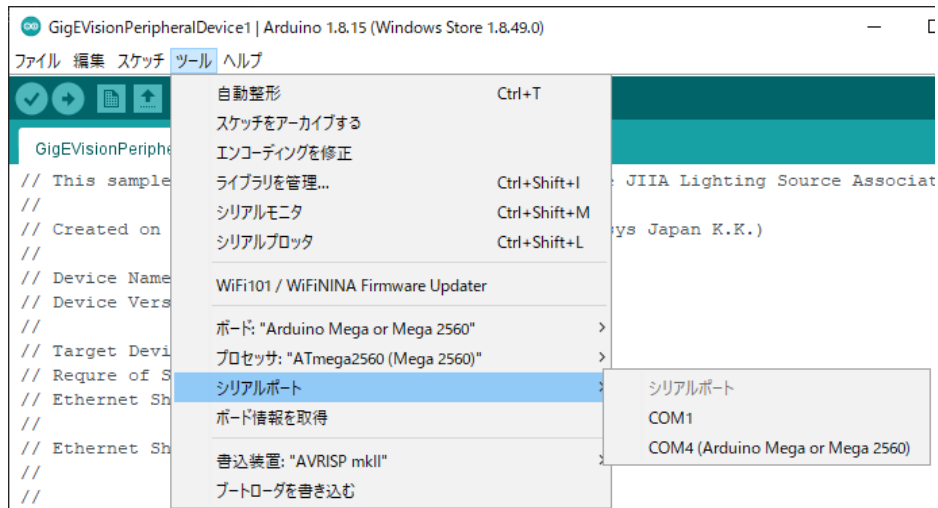 GigEVisionPeripheralDevice1 | Arduino 1.8.15 (Windows Store 1.8.49.0)
ファイル 編集 スケッチ ツール ヘルプ
自動整形 Ctrl+T
スケッチをアーカイブする
エンコーディングを修正
ライブラリを管理... Ctrl+Shift+I
シリアルモニタ Ctrl+Shift+M
シリアルプロッタ Ctrl+Shift+L
WiFi101 / WiFiNINA Firmware Updater
ボード: "Arduino Mega or Mega 2560"
プロセッサ: "ATmega2560 (Mega 2560)"
シリアルポート
ボード情報を取得
書込装置: "AVRISP mkII"
ブートローダを書き込む
シリアルポート
COM1
COM4 (Arduino Mega or Mega 2560)
GigEVisionPeriphe
// This sample JIIA Lighting Source Associat
//
// Created on sys Japan K.K.)
//
// Device Name
// Device Vers
//
// Target Devi
// Requre of S
// Ethernet Sh
//
// Ethernet Sh
//
//